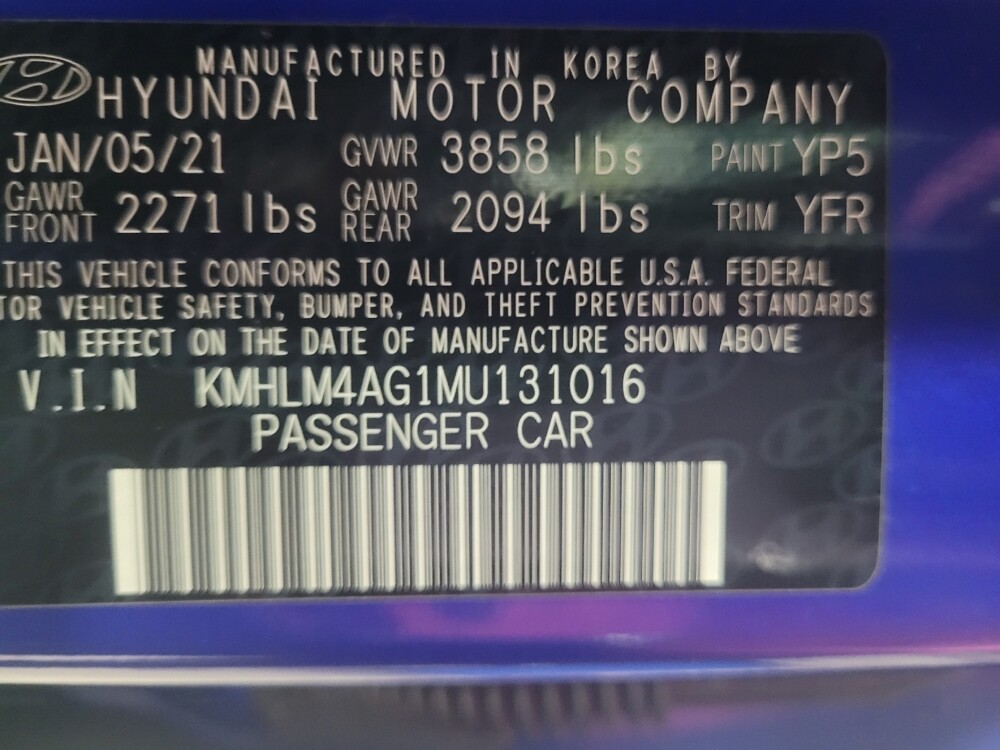 MANUFACTURED IN KOREA BY
HYUNDAI MOTOR COMPANY
JAN/05/21 GVWR 3858 lbs PAINT YP5
GAWR FRONT 2271 lbs GAWR REAR 2094 lbs TRIM YFR
THIS VEHICLE CONFORMS TO ALL APPLICABLE U.S.A. FEDERAL
TOR VEHICLE SAFETY, BUMPER, AND THEFT PREVENTION STANDARDS
IN EFFECT ON THE DATE OF MANUFACTURE SHOWN ABOVE
V.I.N KMHLM4AG1MU131016
PASSENGER CAR